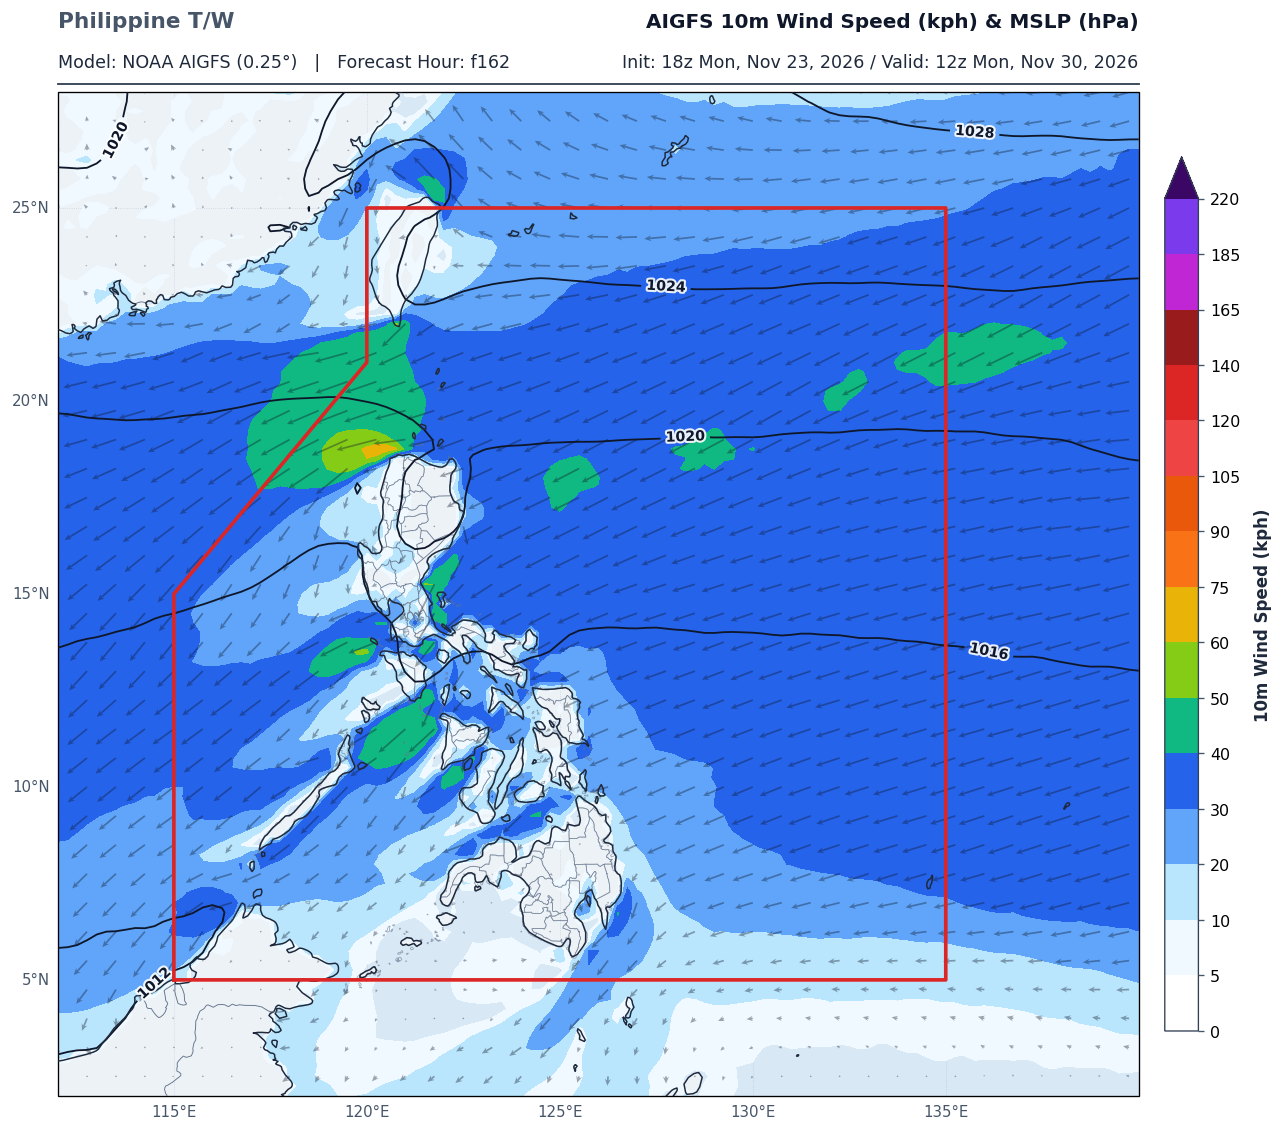 Philippine T/W
AIGFS 10m Wind Speed (kph) & MSLP (hPa)
Model: NOAA AIGFS (0.25°) | Forecast Hour: f162
Init: 18z Mon, Nov 23, 2026 / Valid: 12z Mon, Nov 30, 2026
1020
1028
1024
1020
1016
1012
25°N
20°N
15°N
10°N
5°N
115°E
120°E
125°E
130°E
135°E
220
185
165
140
120
105
90
75
60
50
40
30
20
10
5
0
10m Wind Speed (kph)